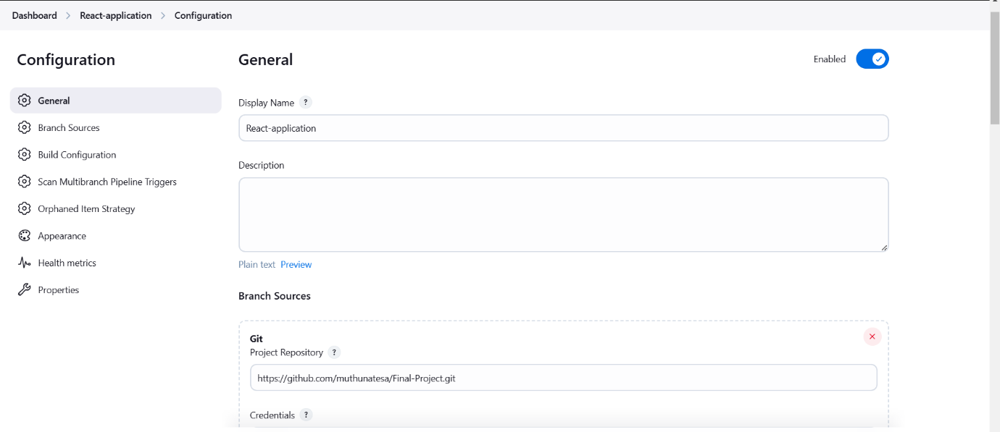 Dashboard > React-application > Configuration
Configuration
General
Branch Sources
Build Configuration
Scan Multibranch Pipeline Triggers
Orphaned Item Strategy
Appearance
Health metrics
Properties
General
Enabled
Display Name ?
React-application
Description
Plain text Preview
Branch Sources
Git
Project Repository ?
https://github.com/muthunatesa/Final-Project.git
Credentials ?